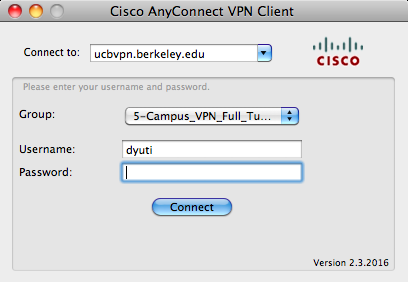 Cisco AnyConnect VPN Client
Connect to: ucbvpn.berkeley.edu
CISCO
Please enter your username and password.
Group: 5-Campus_VPN_Full_Tu...
Username: dyuti
Password:
Connect
Version 2.3.2016